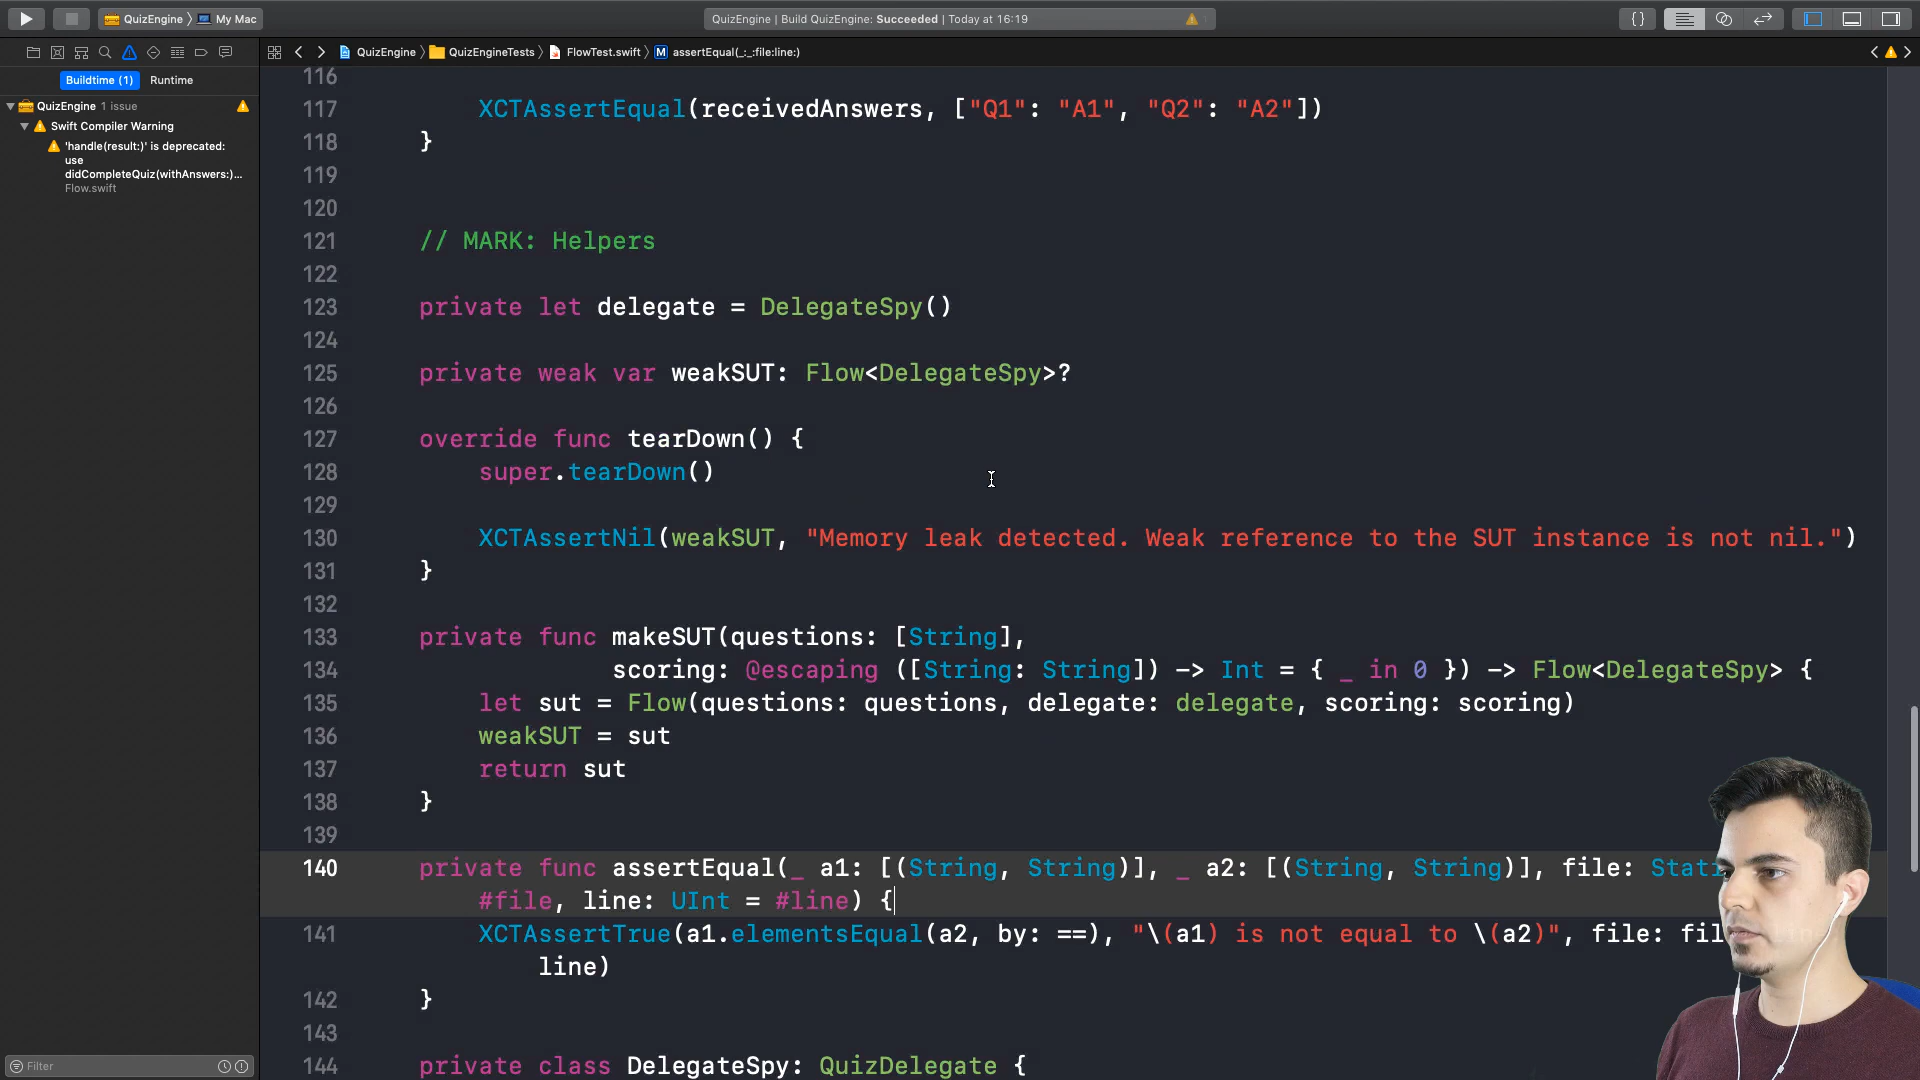 QuizEngine
My Mac
QuizEngine | Build QuizEngine: Succeeded | Today at 16:19
QuizEngine
QuizEngineTests
FlowTest.swift
assertEqual(_:_:file:line:)
Buildtime (1)
Runtime
QuizEngine 1 issue
Swift Compiler Warning
'handle(result:)' is deprecated:
use
didCompleteQuiz(withAnswers:)...
Flow.swift
116
117 XCTAssertEqual(receivedAnswers, ["Q1": "A1", "Q2": "A2"])
118 }
119
120
121 // MARK: Helpers
122
123 private let delegate = DelegateSpy()
124
125 private weak var weakSUT: Flow<DelegateSpy>?
126
127 override func tearDown() {
128 super.tearDown()
129
130 XCTAssertNil(weakSUT, "Memory leak detected. Weak reference to the SUT instance is not nil.")
131 }
132
133 private func makeSUT(questions: [String],
134 scoring: @escaping ([String: String]) -> Int = { _ in 0 }) -> Flow<DelegateSpy> {
135 let sut = Flow(questions: questions, delegate: delegate, scoring: scoring)
136 weakSUT = sut
137 return sut
138 }
139
140 private func assertEqual(_ a1: [(String, String)], _ a2: [(String, String)], file:
#file, line: UInt = #line) {
141 XCTAssertTrue(a1.elementsEqual(a2, by: ==), "\(a1) is not equal to \(a2)", file:
line)
142 }
143
144 private class DelegateSpy: QuizDelegate {
Filter